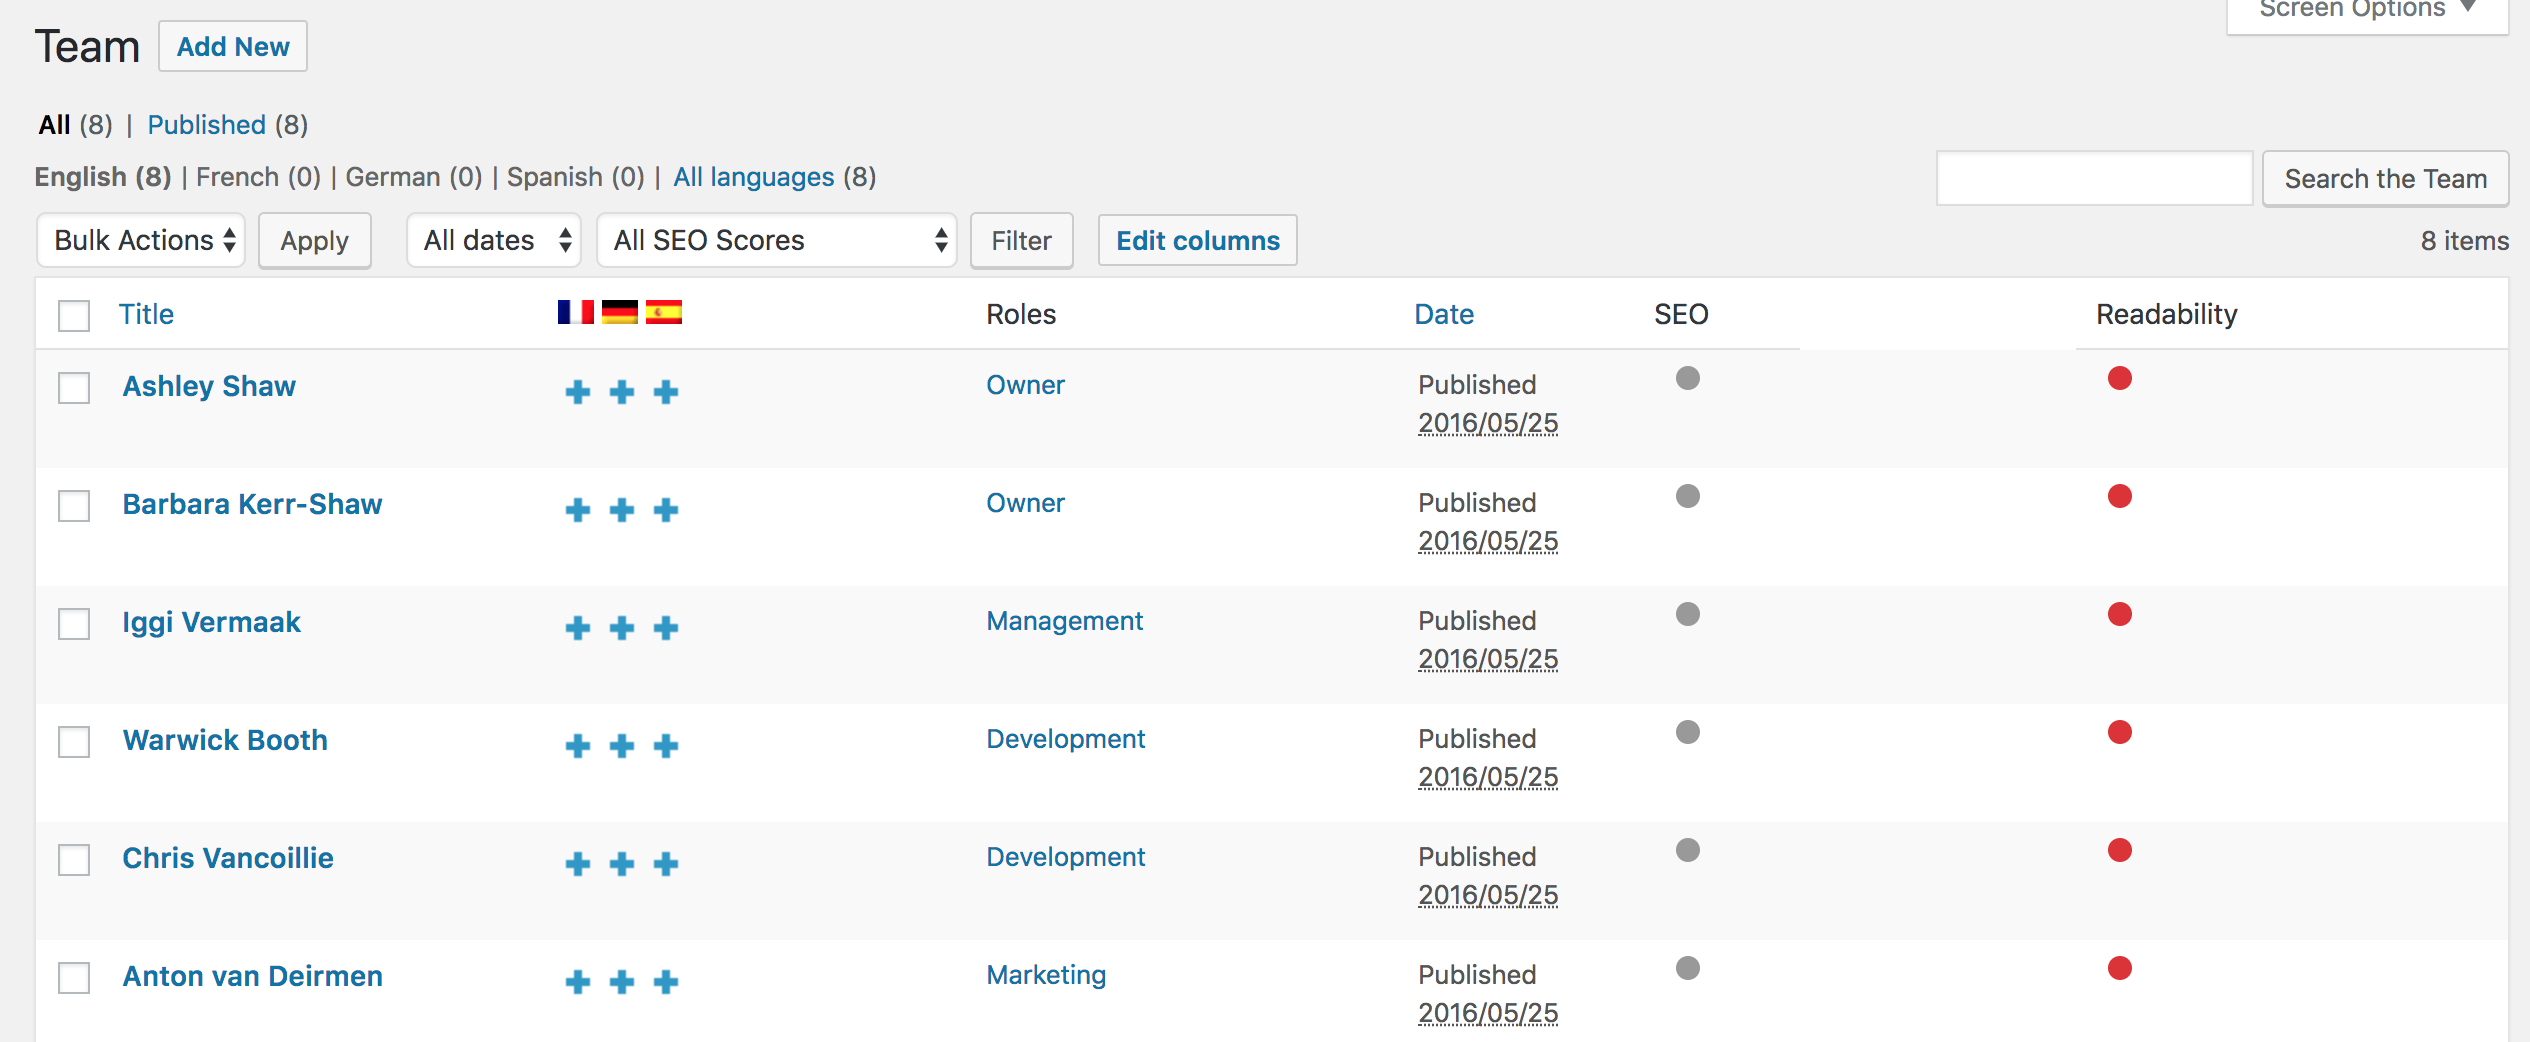 Screen Options
Team Add New
All (8) | Published (8)
English (8) | French (0) | German (0) | Spanish (0) | All languages (8)
Search the Team
Bulk Actions Apply All dates All SEO Scores Filter Edit columns 8 items
Title Roles Date SEO Readability
Ashley Shaw Owner Published
2016/05/25
Barbara Kerr-Shaw Owner Published
2016/05/25
Iggi Vermaak Management Published
2016/05/25
Warwick Booth Development Published
2016/05/25
Chris Vancoillie Development Published
2016/05/25
Anton van Deirmen Marketing Published
2016/05/25